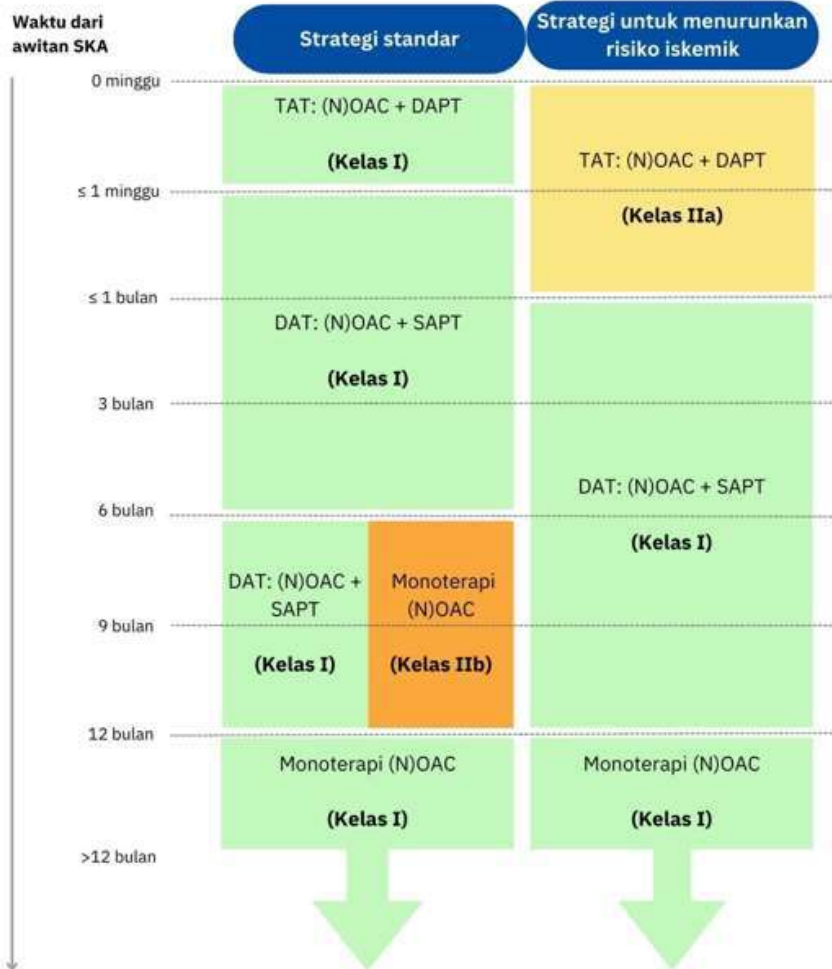 Waktu dari
awitan SKA
Strategi standar
Strategi untuk menurunkan
risiko iskemik
0 minggu
TAT: (N)OAC + DAPT
(Kelas I)
TAT: (N)OAC + DAPT
(Kelas IIa)
≤ 1 minggu
≤ 1 bulan
DAT: (N)OAC + SAPT
(Kelas I)
3 bulan
DAT: (N)OAC + SAPT
(Kelas I)
6 bulan
DAT: (N)OAC +
SAPT
(Kelas I)
Monoterapi
(N)OAC
(Kelas IIb)
9 bulan
12 bulan
Monoterapi (N)OAC
(Kelas I)
Monoterapi (N)OAC
(Kelas I)
>12 bulan